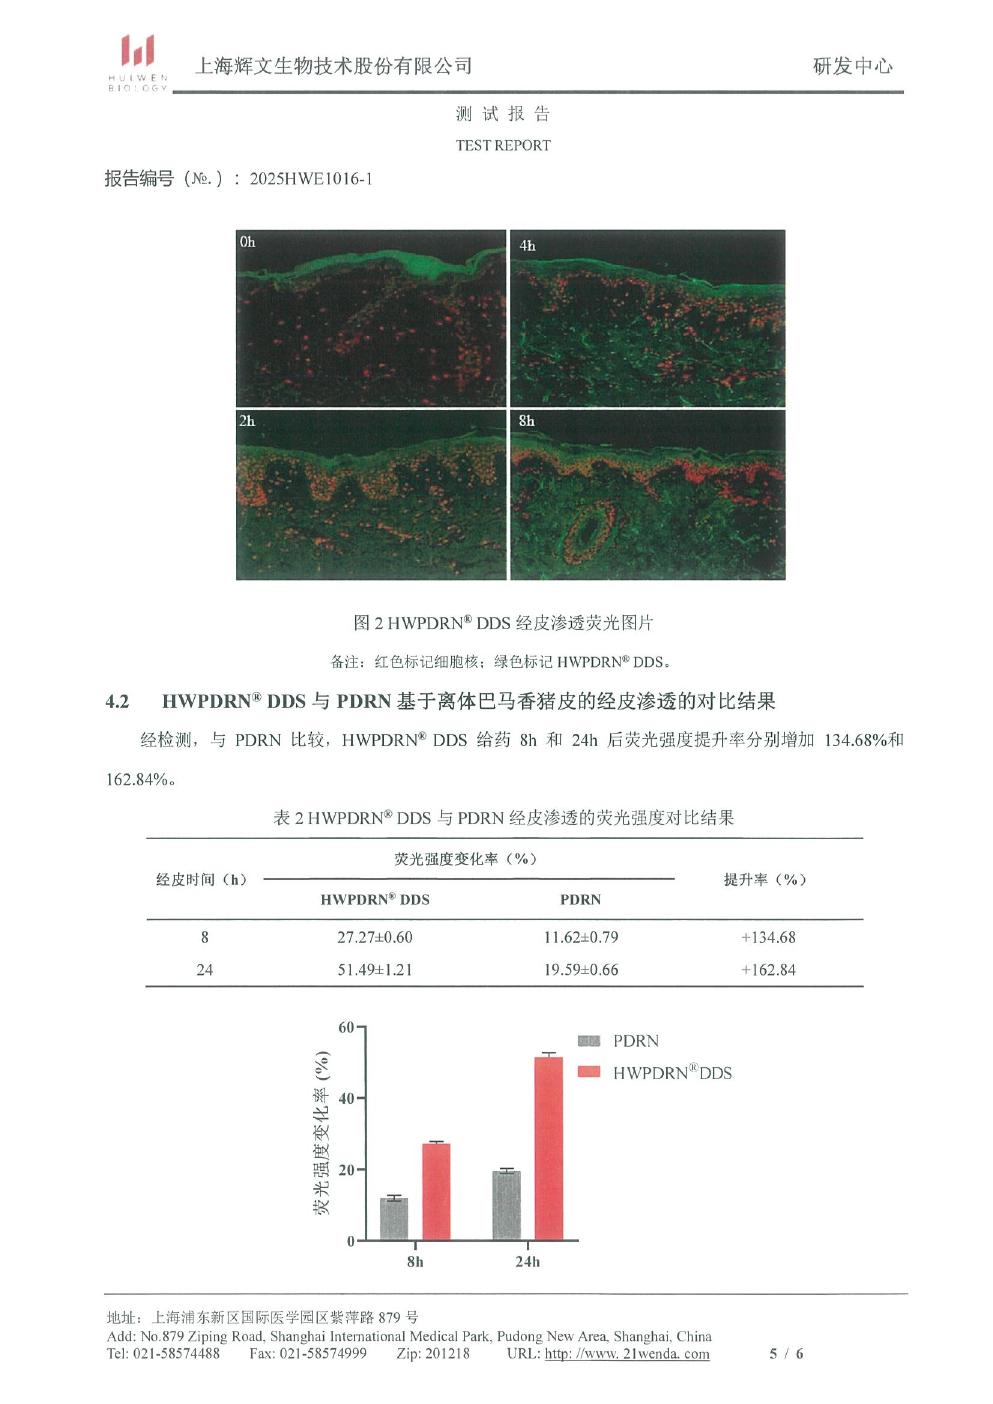 HUIWEN
BIOLOGY
上海辉文生物技术股份有限公司
研发中心
测 试 报 告
TEST REPORT
报告编号（№.）：2025HWE1016-1
0h
4h
2h
8h
图 2 HWPDRN® DDS 经皮渗透荧光图片
备注：红色标记细胞核；绿色标记 HWPDRN® DDS。
4.2 HWPDRN® DDS 与 PDRN 基于离体巴马香猪皮的经皮渗透的对比结果
经检测，与 PDRN 比较，HWPDRN® DDS 给药 8h 和 24h 后荧光强度提升率分别增加 134.68%和
162.84%。
表 2 HWPDRN® DDS 与 PDRN 经皮渗透的荧光强度对比结果
经皮时间（h） 荧光强度变化率（%） 提升率（%）
HWPDRN® DDS PDRN
8 27.27±0.60 11.62±0.79 +134.68
24 51.49±1.21 19.59±0.66 +162.84
荧光强度变化率 (%)
60
40
20
0
8h 24h
PDRN
HWPDRN®DDS
地址：上海浦东新区国际医学园区紫萍路 879 号
Add: No.879 Ziping Road, Shanghai International Medical Park, Pudong New Area, Shanghai, China
Tel: 021-58574488 Fax: 021-58574999 Zip: 201218 URL: http: //www. 21wenda. com 5 / 6